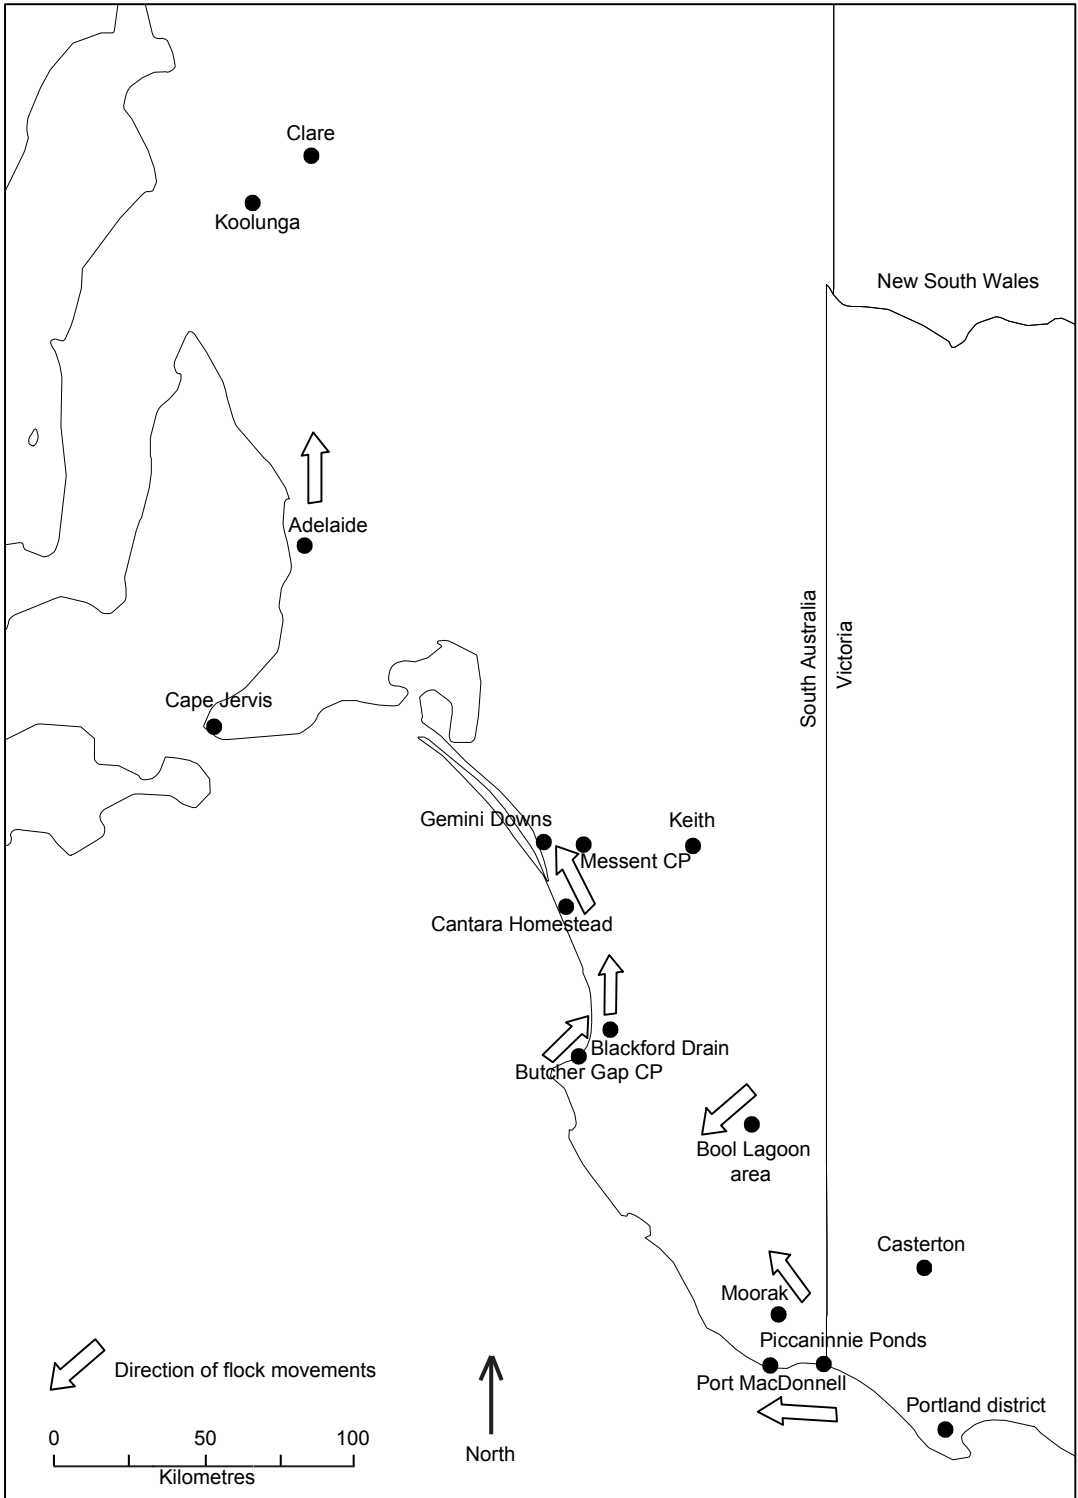 Clare
Koolunga
New South Wales
Adelaide
South Australia
Victoria
Cape Jervis
Gemini Downs
Keith
Messent CP
Cantara Homestead
Blackford Drain
Butcher Gap CP
Bool Lagoon
area
Casterton
Moorak
Piccaninnie Ponds
Port MacDonnell
Portland district
Direction of flock movements
0 50 100
Kilometres
North